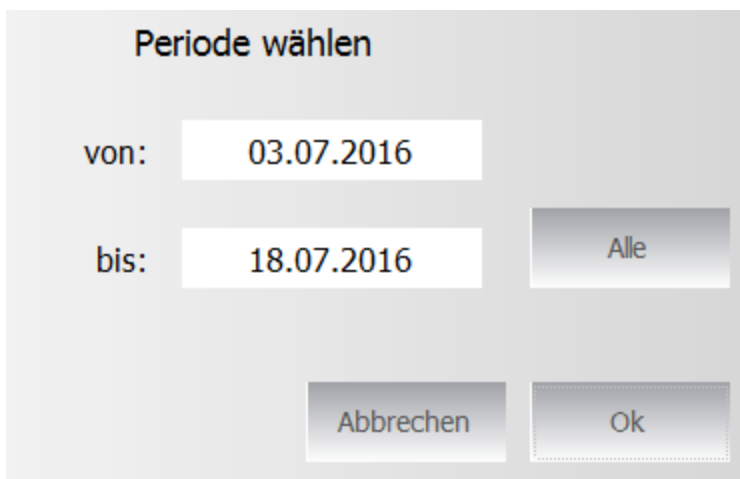 Periode wählen
von: 03.07.2016
bis: 18.07.2016
Alle
Abbrechen Ok